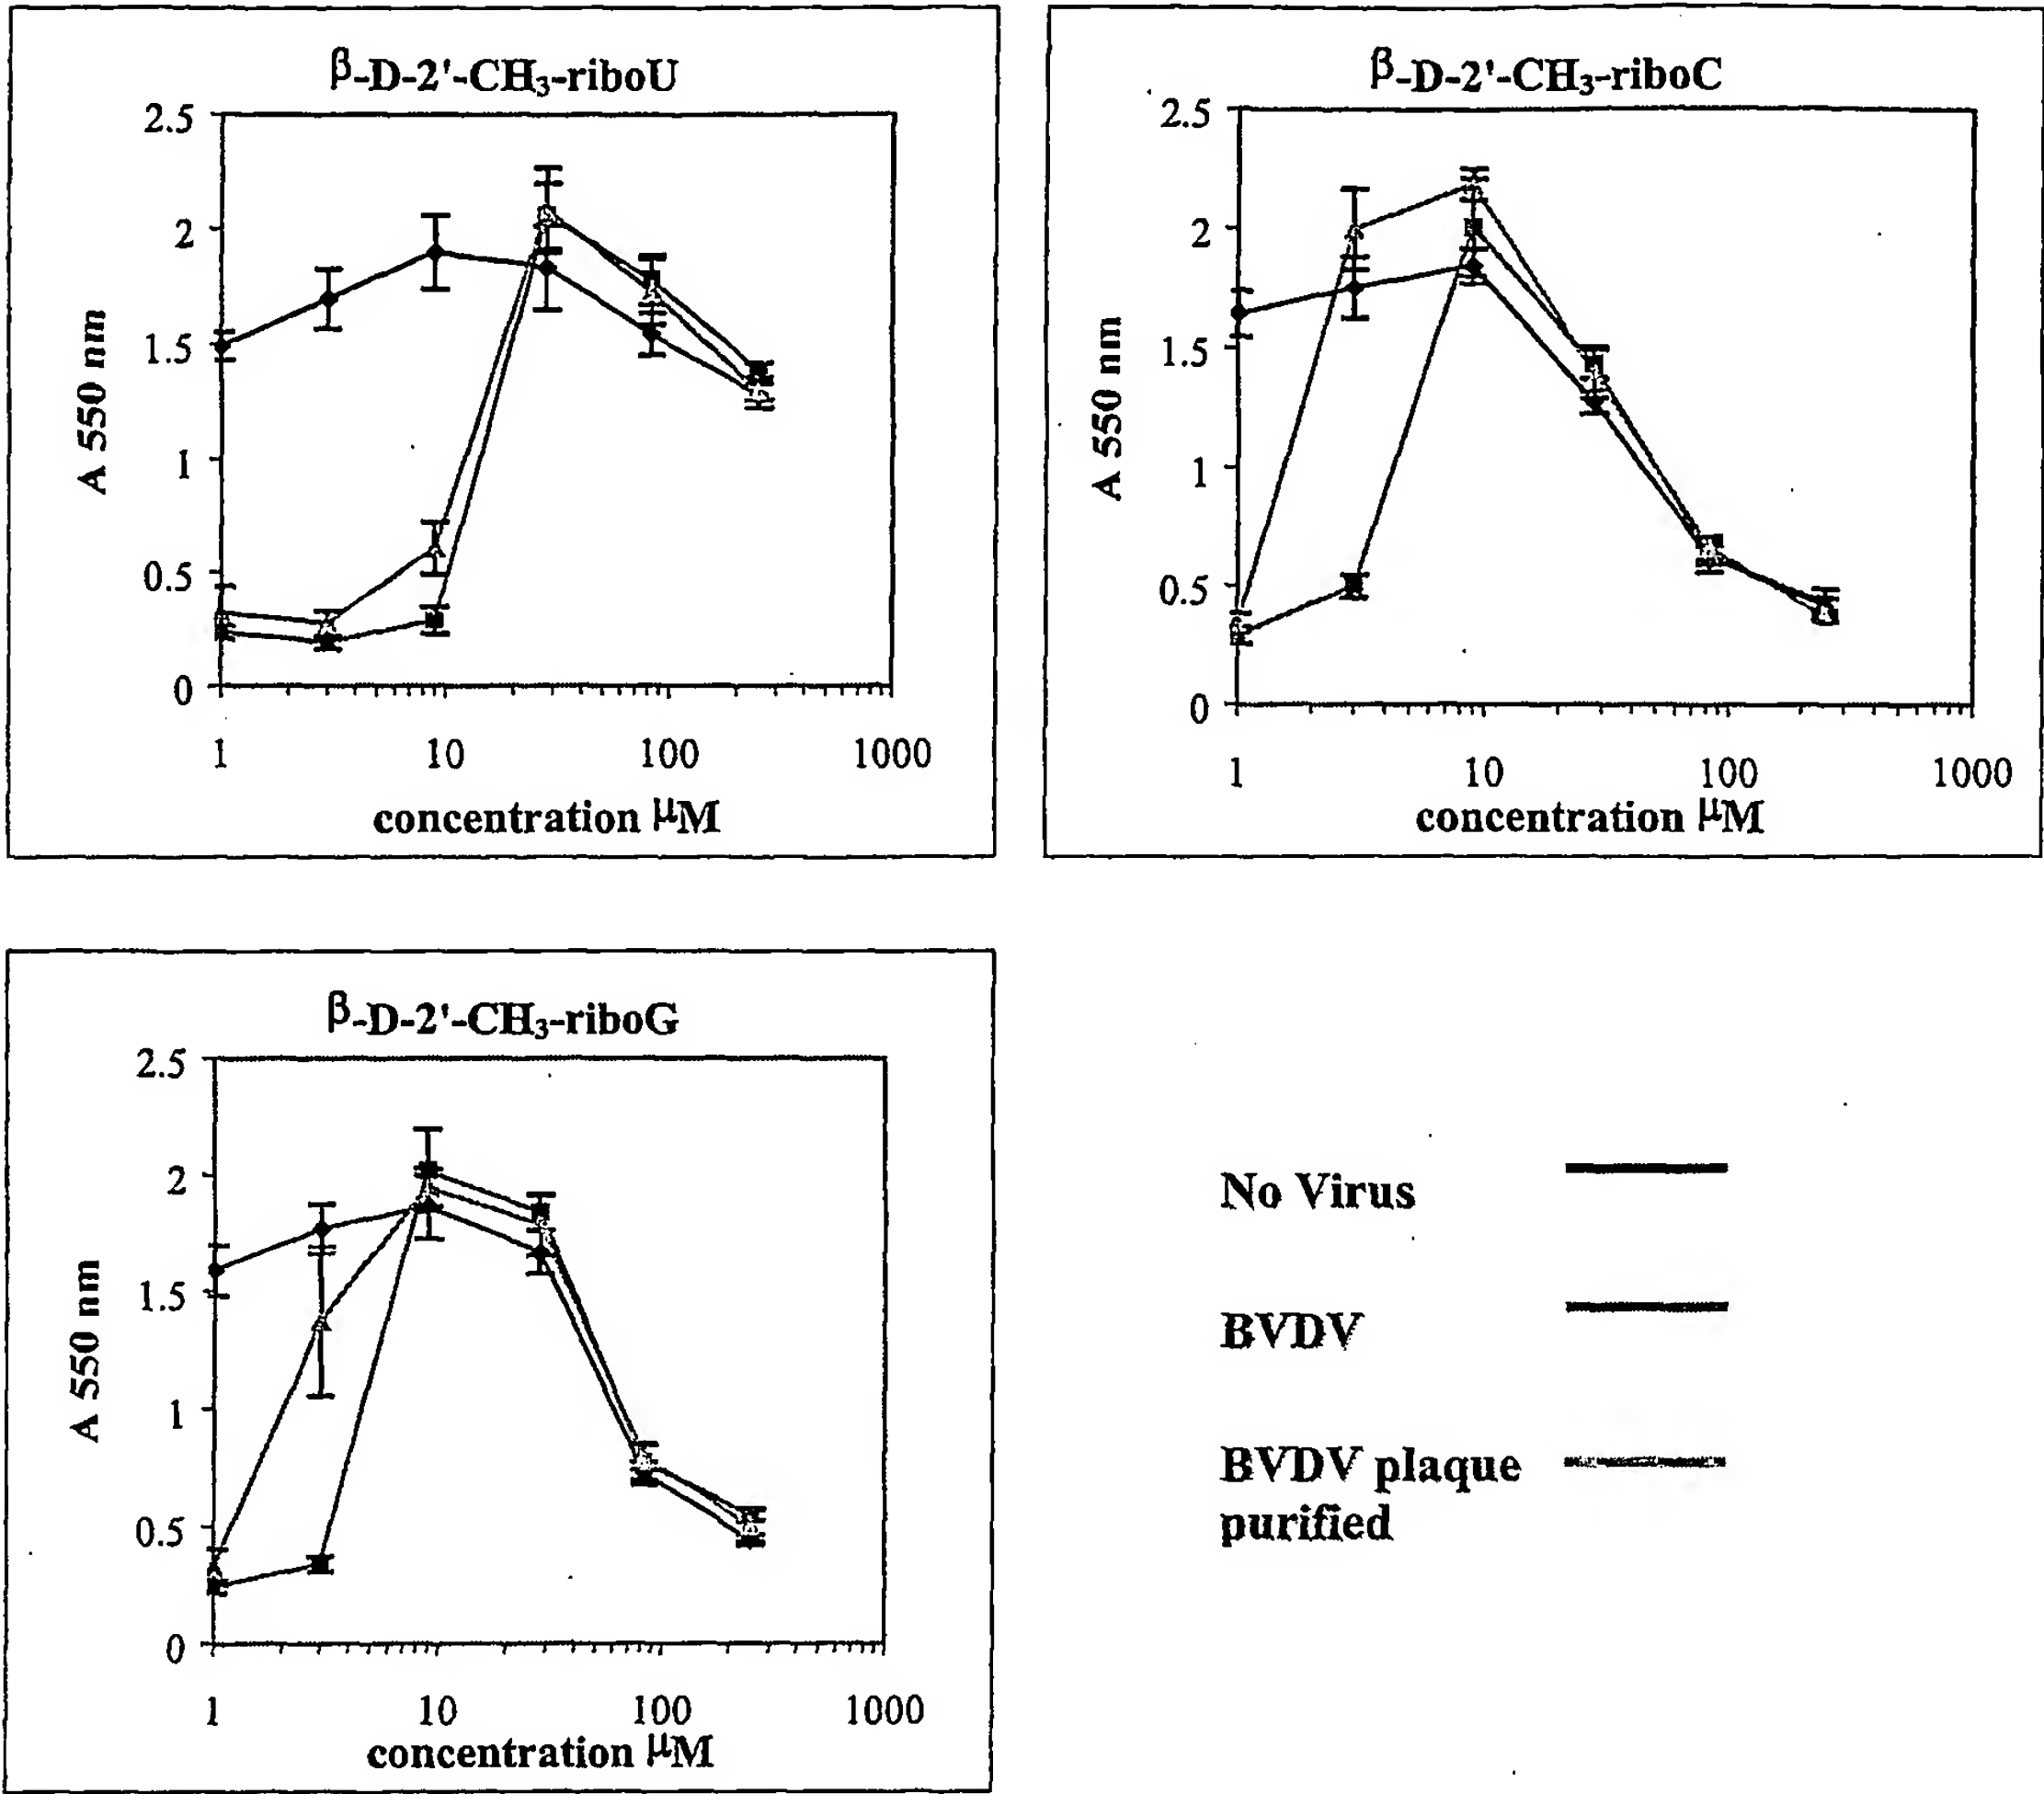 β-D-2'-CH₃-riboU
2.5
2
1.5
1
0.5
0
A 550 nm
1 10 100 1000
concentration µM
β-D-2'-CH₃-riboC
2.5
2
1.5
1
0.5
0
A 550 nm
1 10 100 1000
concentration µM
β-D-2'-CH₃-riboG
2.5
2
1.5
1
0.5
0
A 550 nm
1 10 100 1000
concentration µM
No Virus
BVDV
BVDV plaque
purified